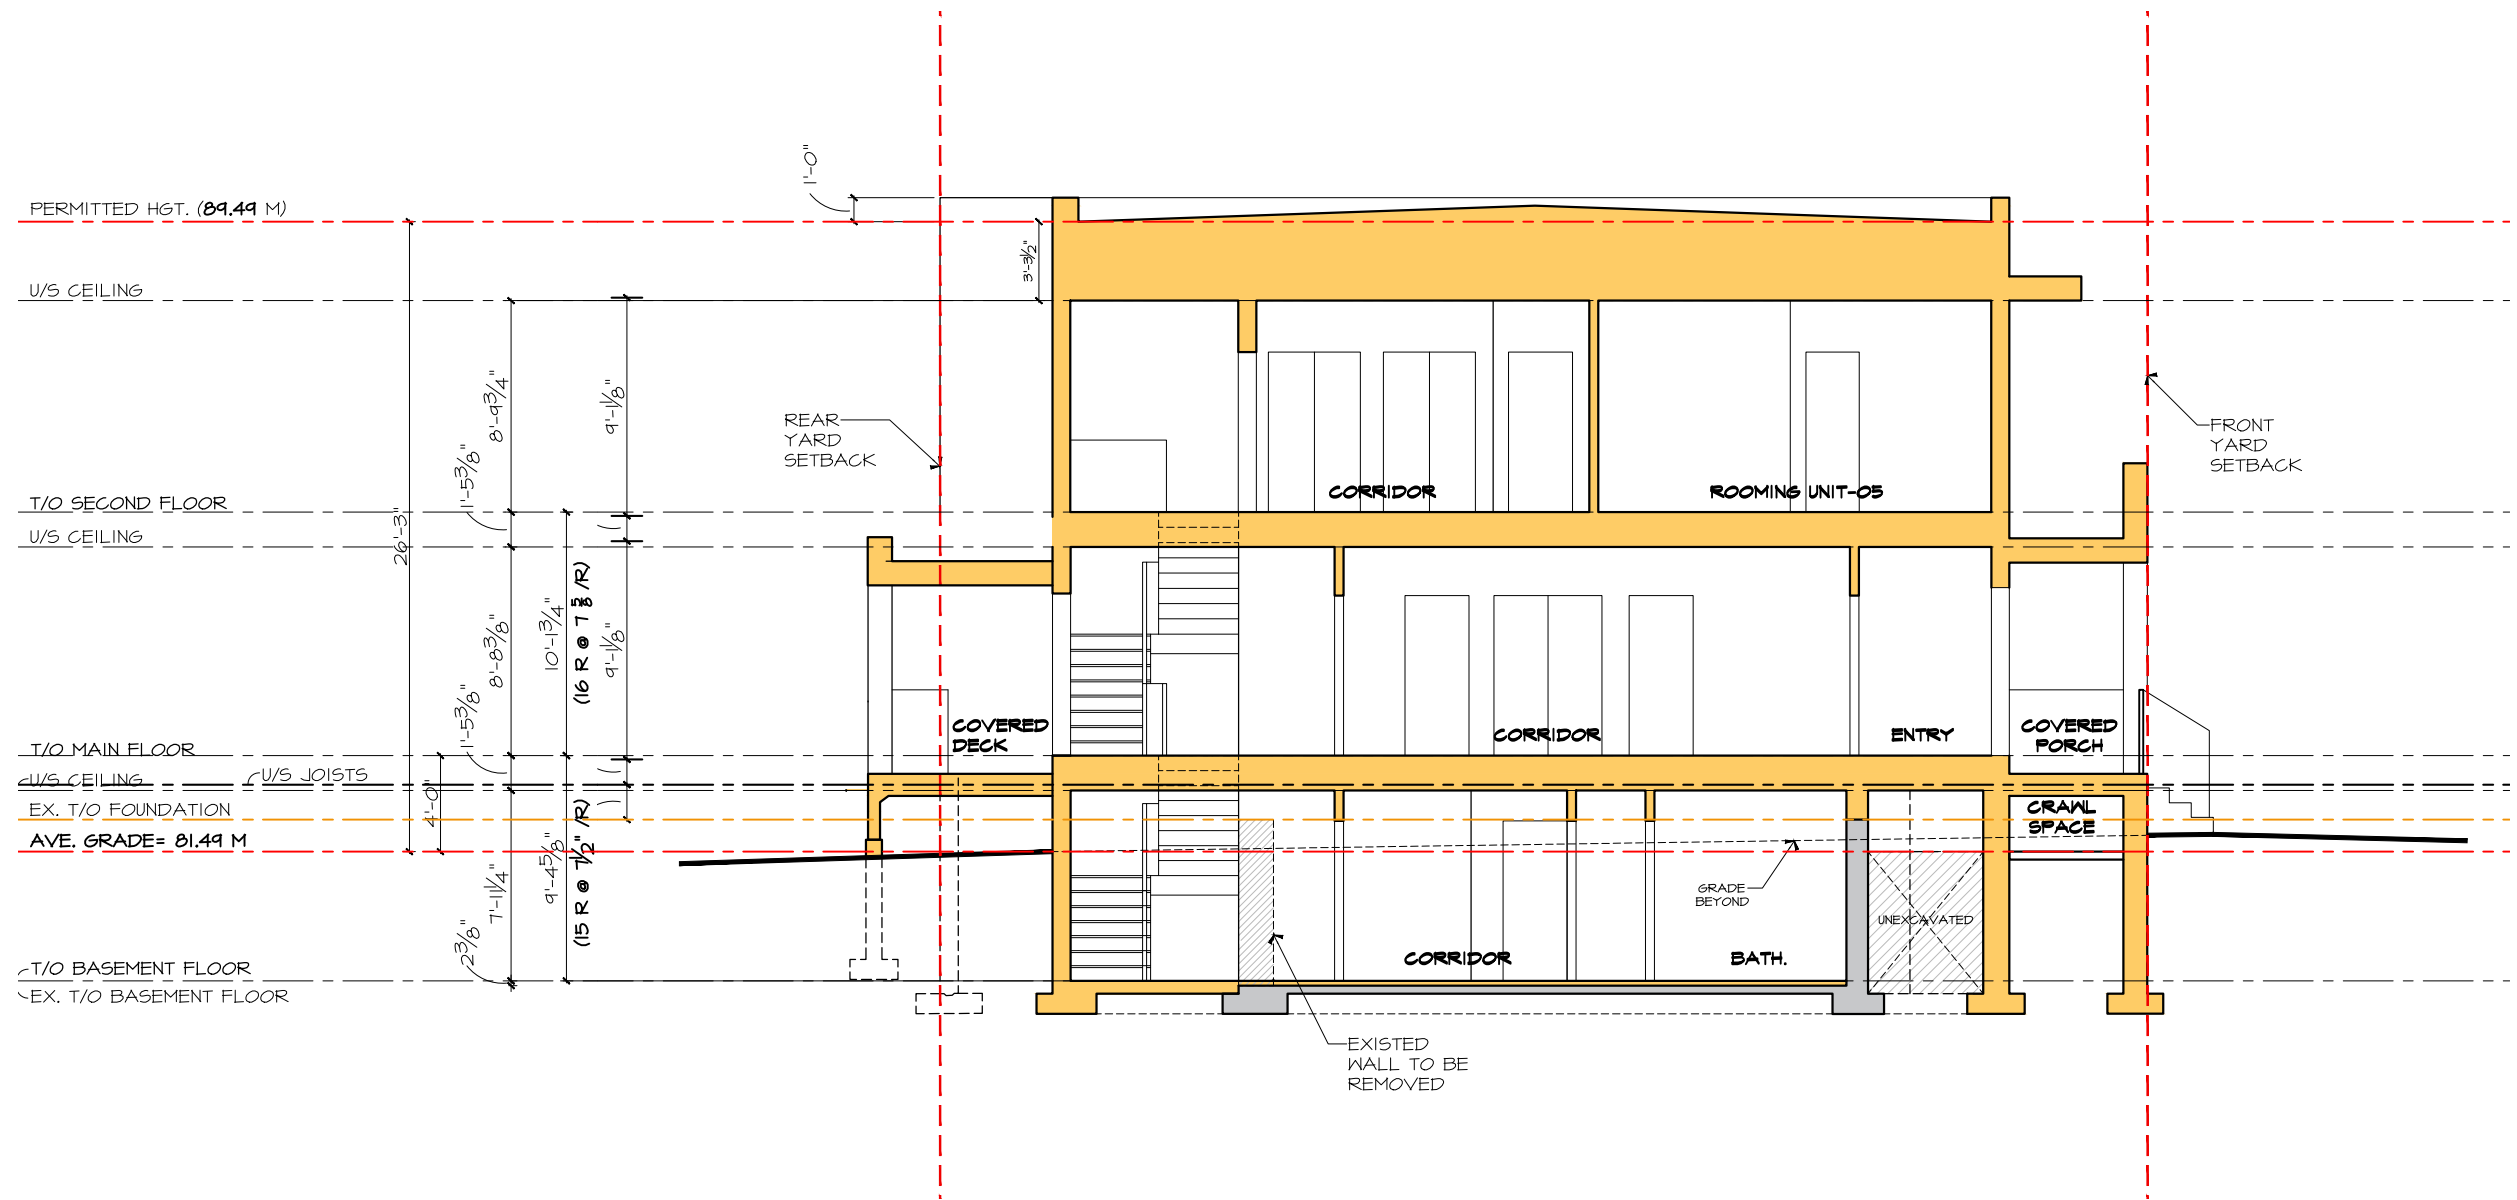 1'-0"
PERMITTED HGT. (89.49 M)
3'-3½"
U/S CEILING
8'-9¾"
9'-1⅛"
REAR
YARD
SETBACK
FRONT
YARD
SETBACK
1'-5⅜"
CORRIDOR
ROOMING UNIT-05
T/O SECOND FLOOR
26'-3"
U/S CEILING
8'-8⅜"
10'-1¾"
(16 R @ 7 ⅝ /R)
9'-1⅛"
1'-5⅜"
COVERED
DECK
CORRIDOR
ENTRY
COVERED
PORCH
T/O MAIN FLOOR
U/S CEILING
U/S JOISTS
4'-0"
EX. T/O FOUNDATION
CRAWL
SPACE
AVE. GRADE= 81.49 M
7'-11¼"
9'-4⅝"
(15 R @ 7½" /R)
GRADE
BEYOND
UNEXCAVATED
2⅜"
CORRIDOR
BATH.
T/O BASEMENT FLOOR
EX. T/O BASEMENT FLOOR
EXISTED
WALL TO BE
REMOVED